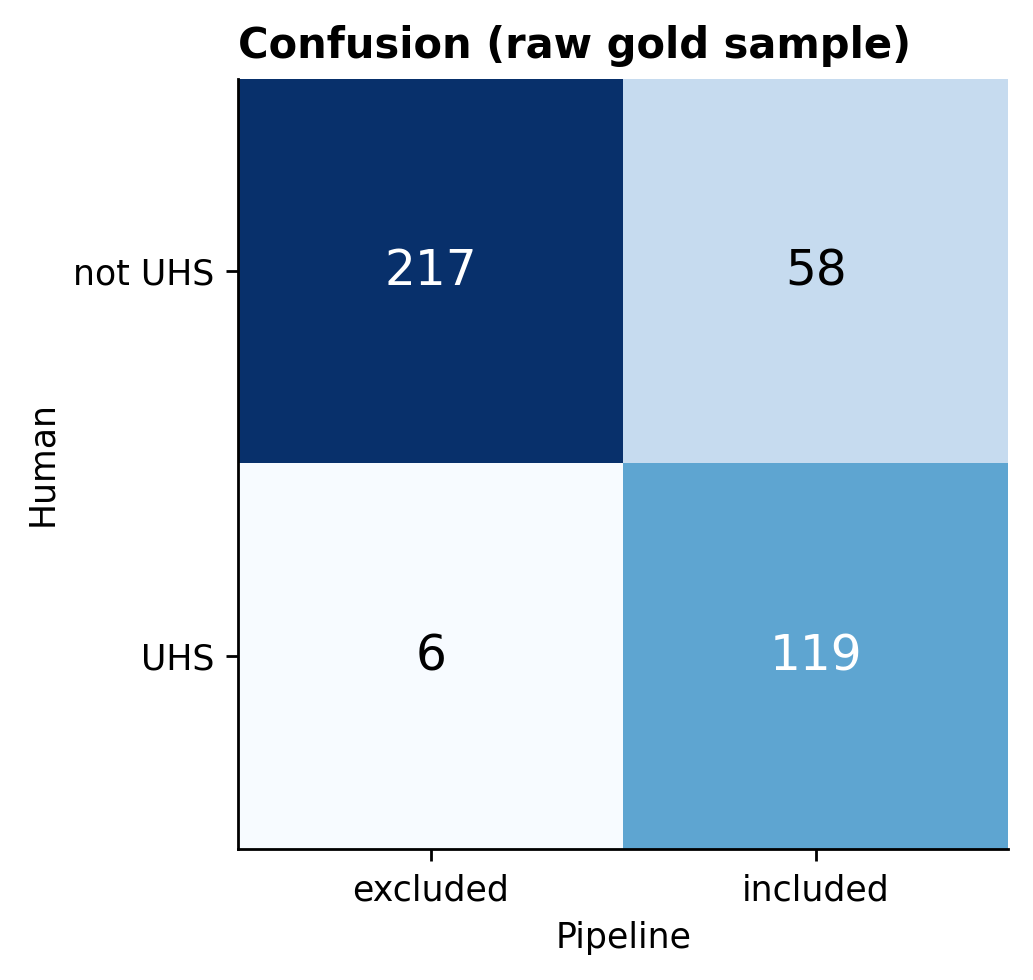 Confusion (raw gold sample)
not UHS
217
58
Human
UHS
6
119
excluded
included
Pipeline